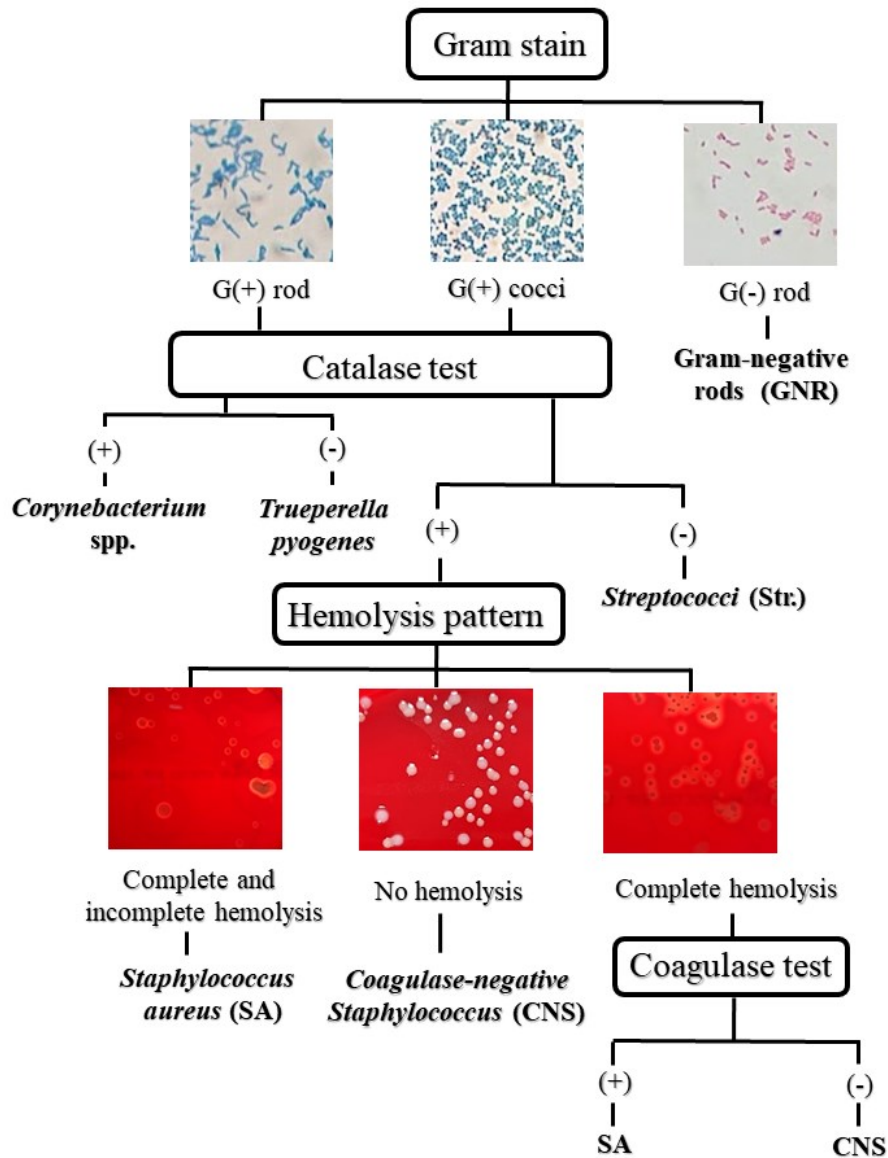 Gram stain
G(+) rod
G(+) cocci
G(-) rod
Gram-negative
rods (GNR)
Catalase test
(+)
(-)
Corynebacterium
spp.
Trueperella
pyogenes
(+)
(-)
Streptococci (Str.)
Hemolysis pattern
Complete and
incomplete hemolysis
No hemolysis
Complete hemolysis
Staphylococcus
aureus (SA)
Coagulase-negative
Staphylococcus (CNS)
Coagulase test
(+)
(-)
SA
CNS